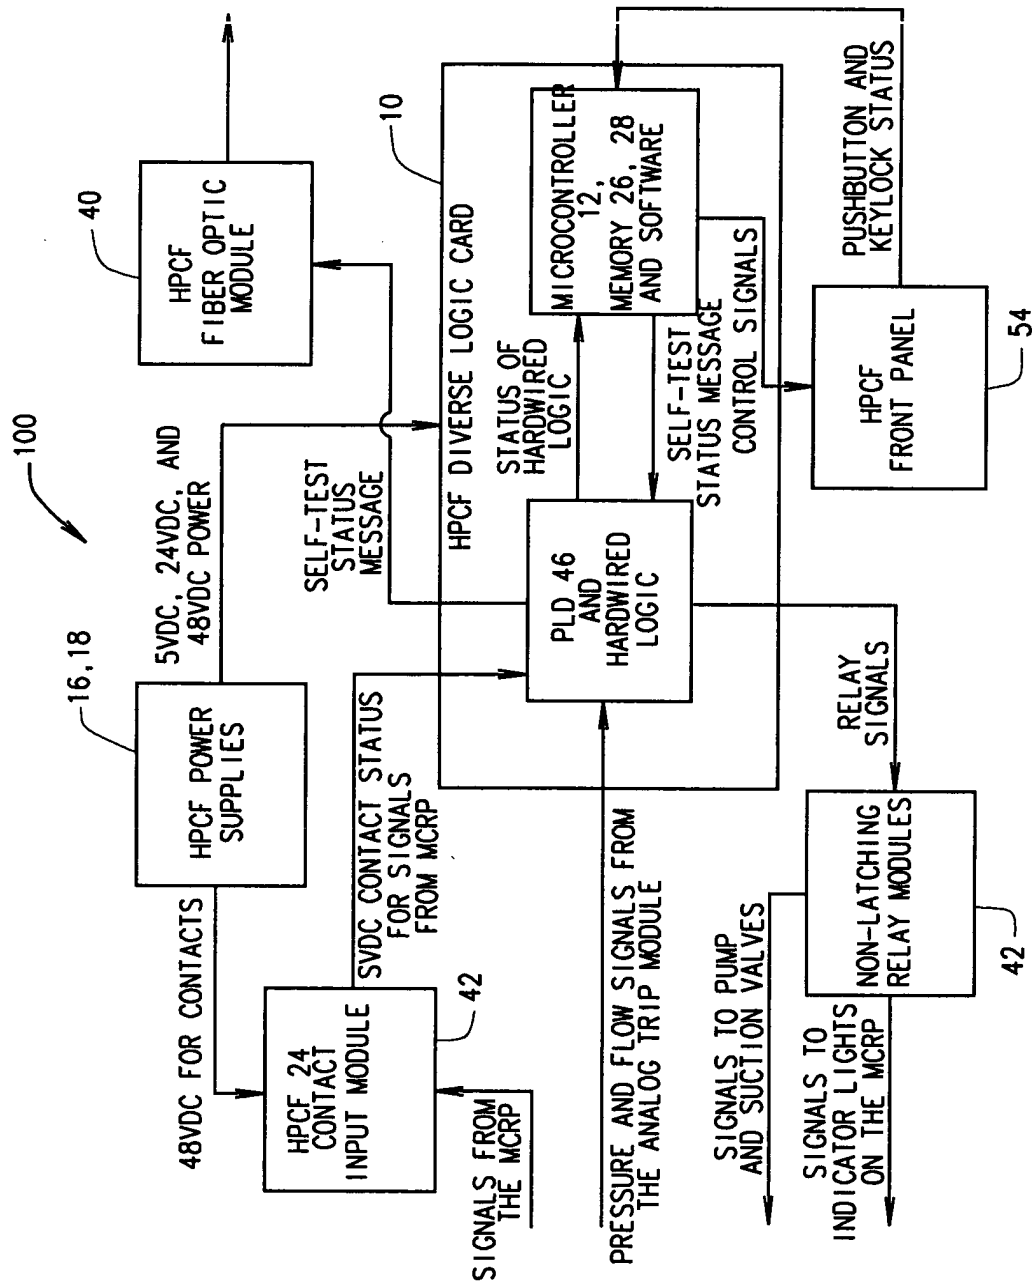 100
16,18
HPCF POWER
SUPPLIES
48VDC FOR CONTACTS
5VDC, 24VDC, AND
48VDC POWER
40
HPCF
FIBER OPTIC
MODULE
HPCF 24
CONTACT
INPUT MODULE
42
SIGNALS FROM
THE MCRP
5VDC CONTACT STATUS
FOR SIGNALS
FROM MCRP
SELF-TEST
STATUS
MESSAGE
10
HPCF DIVERSE LOGIC CARD
PRESSURE AND FLOW SIGNALS FROM
THE ANALOG TRIP MODULE
PLD 46
AND
HARDWIRED
LOGIC
STATUS OF
HARDWIRED
LOGIC
MICROCONTROLLER
12,
MEMORY 26, 28
AND SOFTWARE
SELF-TEST
STATUS MESSAGE
CONTROL SIGNALS
RELAY
SIGNALS
NON-LATCHING
RELAY MODULES
42
SIGNALS TO PUMP
AND SUCTION VALVES
SIGNALS TO
INDICATOR LIGHTS
ON THE MCRP
HPCF
FRONT PANEL
54
PUSHBUTTON AND
KEYLOCK STATUS